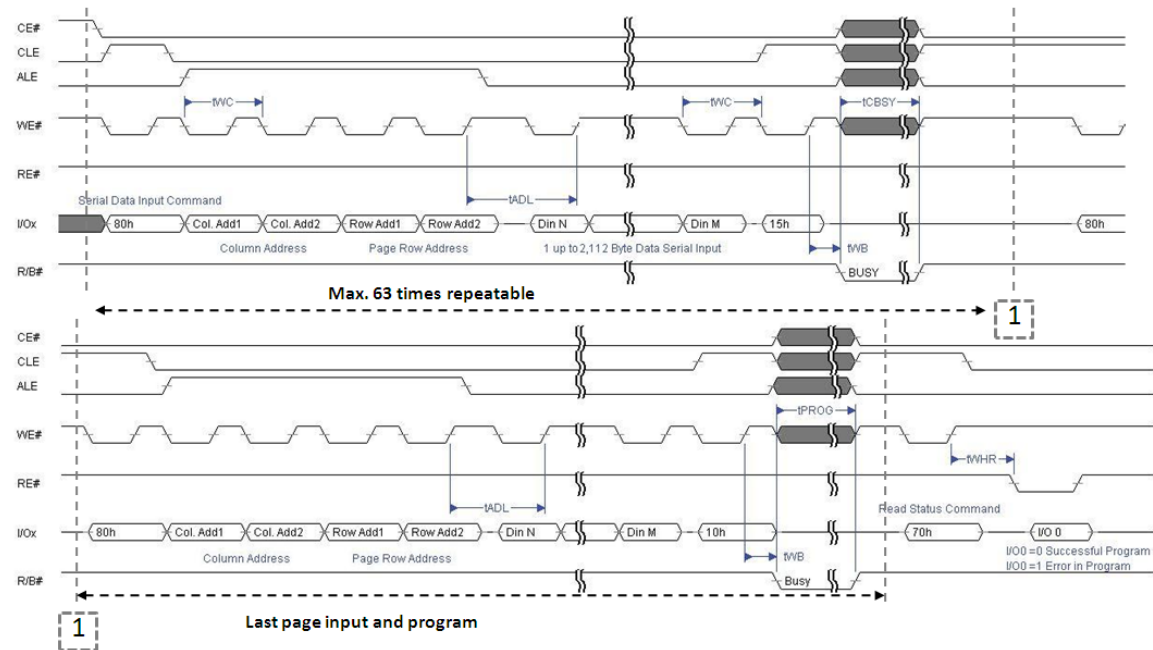 CE#
CLE
ALE
tWC tWC tCBSY
WE#
RE#
tADL
Serial Data Input Command
I/Ox 80h Col. Add1 Col. Add2 Row Add1 Row Add2 Din N Din M 15h 80h
Column Address Page Row Address 1 up to 2,112 Byte Data Serial Input tWB
R/B# BUSY
Max. 63 times repeatable
1
CE#
CLE
ALE
tPROG
WE#
tWHR
RE#
tADL
Read Status Command
I/Ox 80h Col. Add1 Col. Add2 Row Add1 Row Add2 Din N Din M 10h 70h I/O 0
Column Address Page Row Address tWB I/O0 =0 Successful Program
I/O0 =1 Error in Program
R/B# Busy
Last page input and program
1